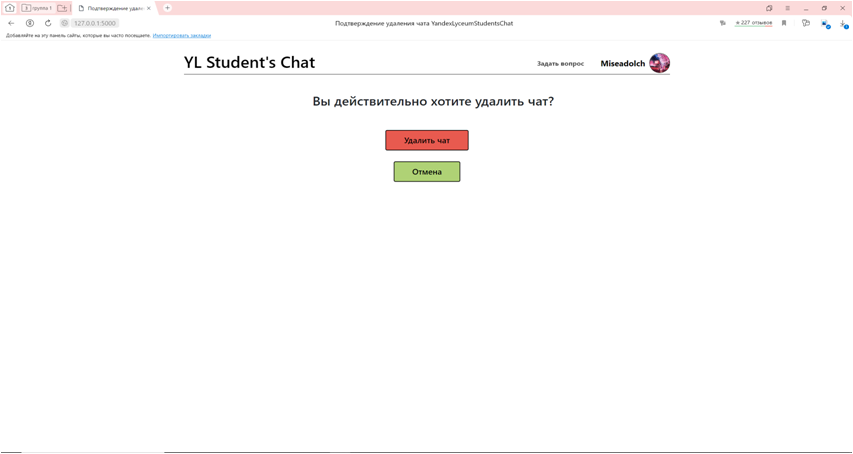 группа 1
Подтверждение удале
127.0.0.1:5000
Подтверждение удаления чата YandexLyceumStudentsChat
227 отзывов
Добавляйте на эту панель сайты, которые вы часто посещаете. Импортировать закладки
YL Student's Chat
Задать вопрос
Miseadolch
Вы действительно хотите удалить чат?
Удалить чат
Отмена